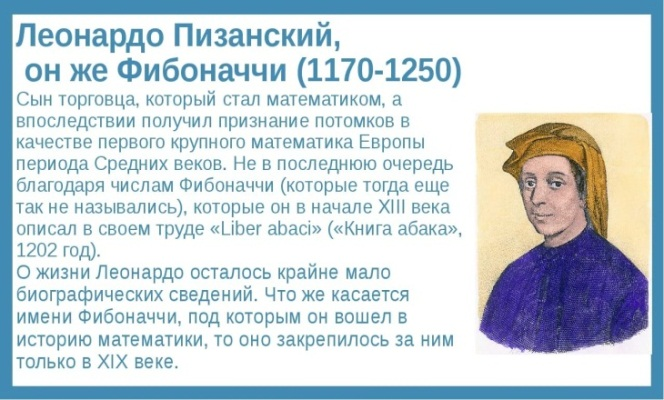 Леонардо Пизанский,
он же Фибоначчи (1170-1250)
Сын торговца, который стал математиком, а
впоследствии получил признание потомков в
качестве первого крупного математика Европы
периода Средних веков. Не в последнюю очередь
благодаря числам Фибоначчи (которые тогда еще
так не назывались), которые он в начале XIII века
описал в своем труде «Liber abaci» («Книга абака»,
1202 год).
О жизни Леонардо осталось крайне мало
биографических сведений. Что же касается
имени Фибоначчи, под которым он вошел в
историю математики, то оно закрепилось за ним
только в XIX веке.